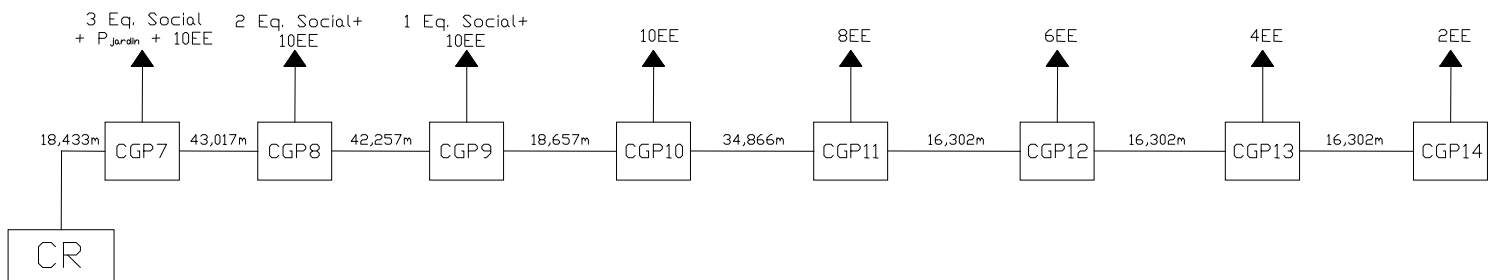 3 Eq. Social
+ Pjardin + 10EE
2 Eq. Social+
10EE
1 Eq. Social+
10EE
10EE
8EE
6EE
4EE
2EE
18,433m
CGP7
43,017m
CGP8
42,257m
CGP9
18,657m
CGP10
34,866m
CGP11
16,302m
CGP12
16,302m
CGP13
16,302m
CGP14
CR